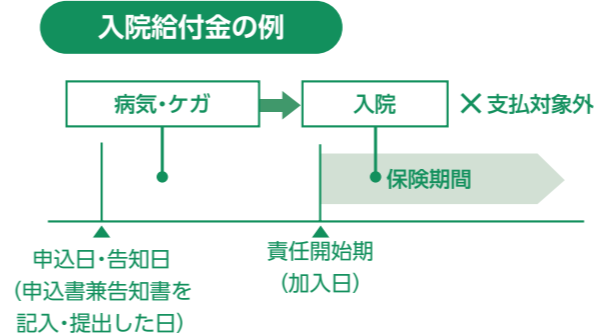 入院給付金の例
病気・ケガ
入院
×支払対象外
保険期間
申込日・告知日
(申込書兼告知書を
記入・提出した日)
責任開始期
(加入日)